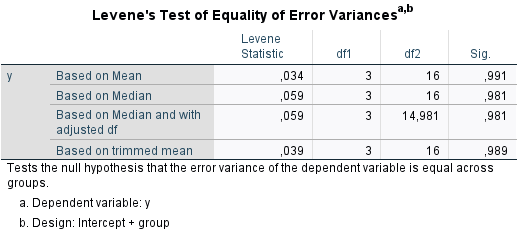 Levene's Test of Equality of Error Variancesa,b
Levene Statistic df1 df2 Sig.
y Based on Mean ,034 3 16 ,991
Based on Median ,059 3 16 ,981
Based on Median and with adjusted df ,059 3 14,981 ,981
Based on trimmed mean ,039 3 16 ,989
Tests the null hypothesis that the error variance of the dependent variable is equal across
groups.
a. Dependent variable: y
b. Design: Intercept + group